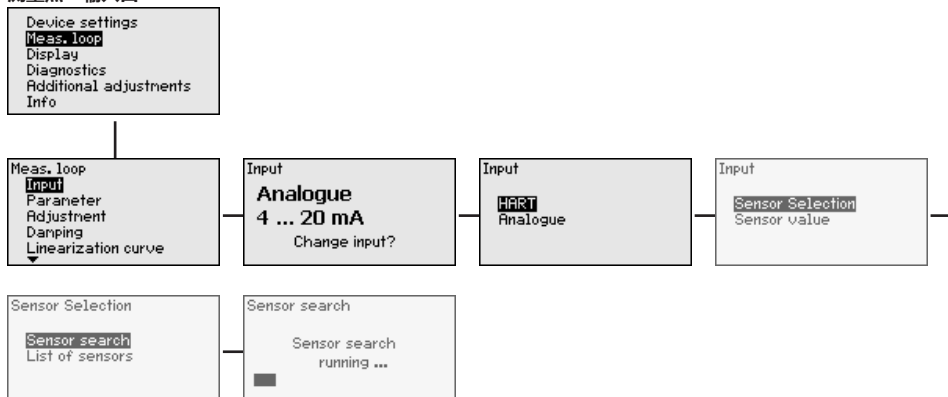 Device settings
Meas. loop
Display
Diagnostics
Additional adjustments
Info
Meas. loop
Input
Parameter
Adjustment
Damping
Linearization curve
Input
Analogue
4 ... 20 mA
Change input?
Input
HART
Analogue
Input
Sensor Selection
Sensor value
Sensor Selection
Sensor search
List of sensors
Sensor search
Sensor search
running ...